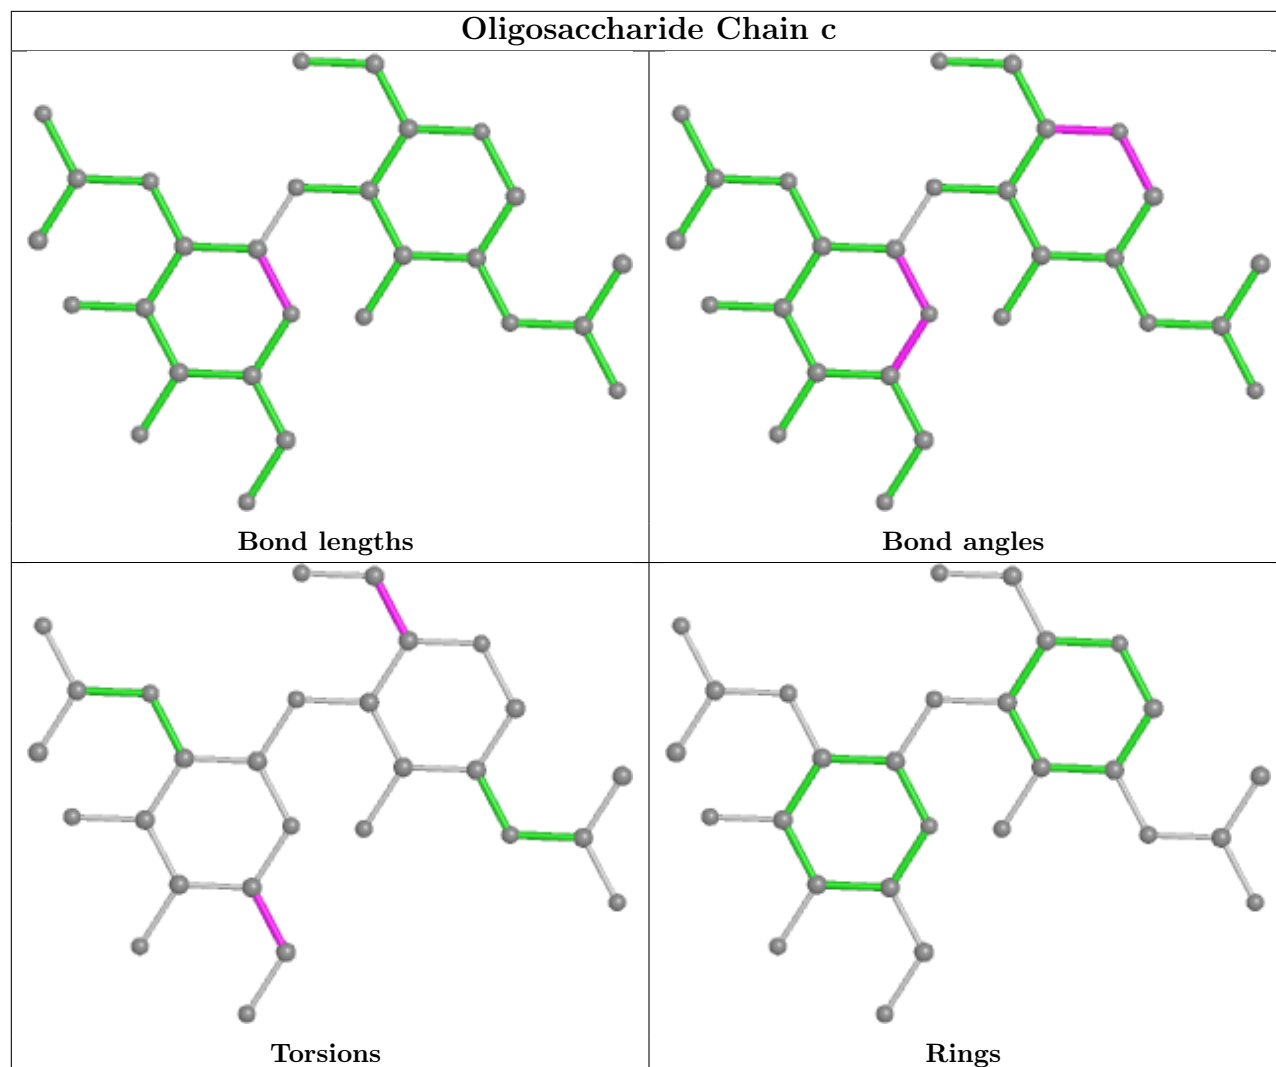 Oligosaccharide Chain c
Bond lengths
Bond angles
Torsions
Rings